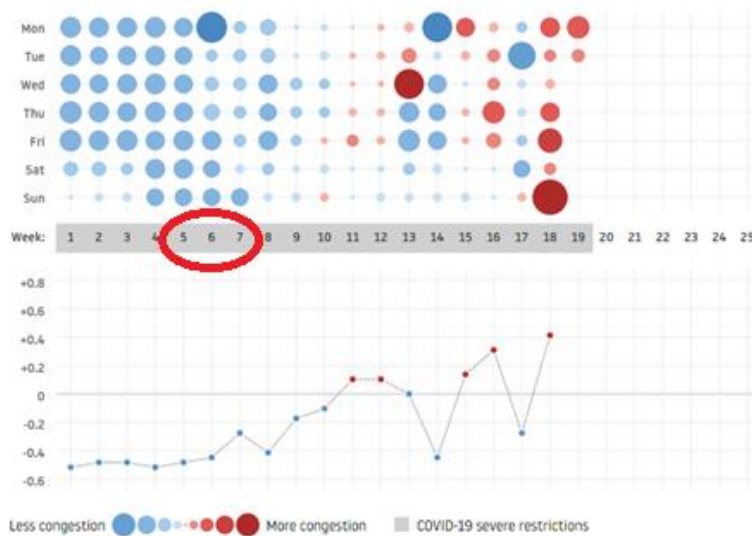 Mon
Tue
Wed
Thu
Fri
Sat
Sun
Week: 1 2 3 4 5 6 7 8 9 10 11 12 13 14 15 16 17 18 19 20 21 22 23 24 25
+0.8
+0.6
+0.4
+0.2
0
-0.2
-0.4
-0.6
Less congestion More congestion COVID-19 severe restrictions